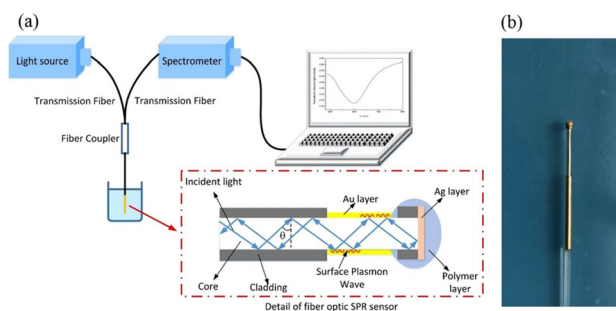 (a)
(b)
Light source
Spectrometer
Transmission Fiber
Transmission Fiber
Fiber Coupler
Incident light
Au layer
Ag layer
θ
Core
Cladding
Surface Plasmon
Wave
Polymer
layer
Detail of fiber optic SPR sensor